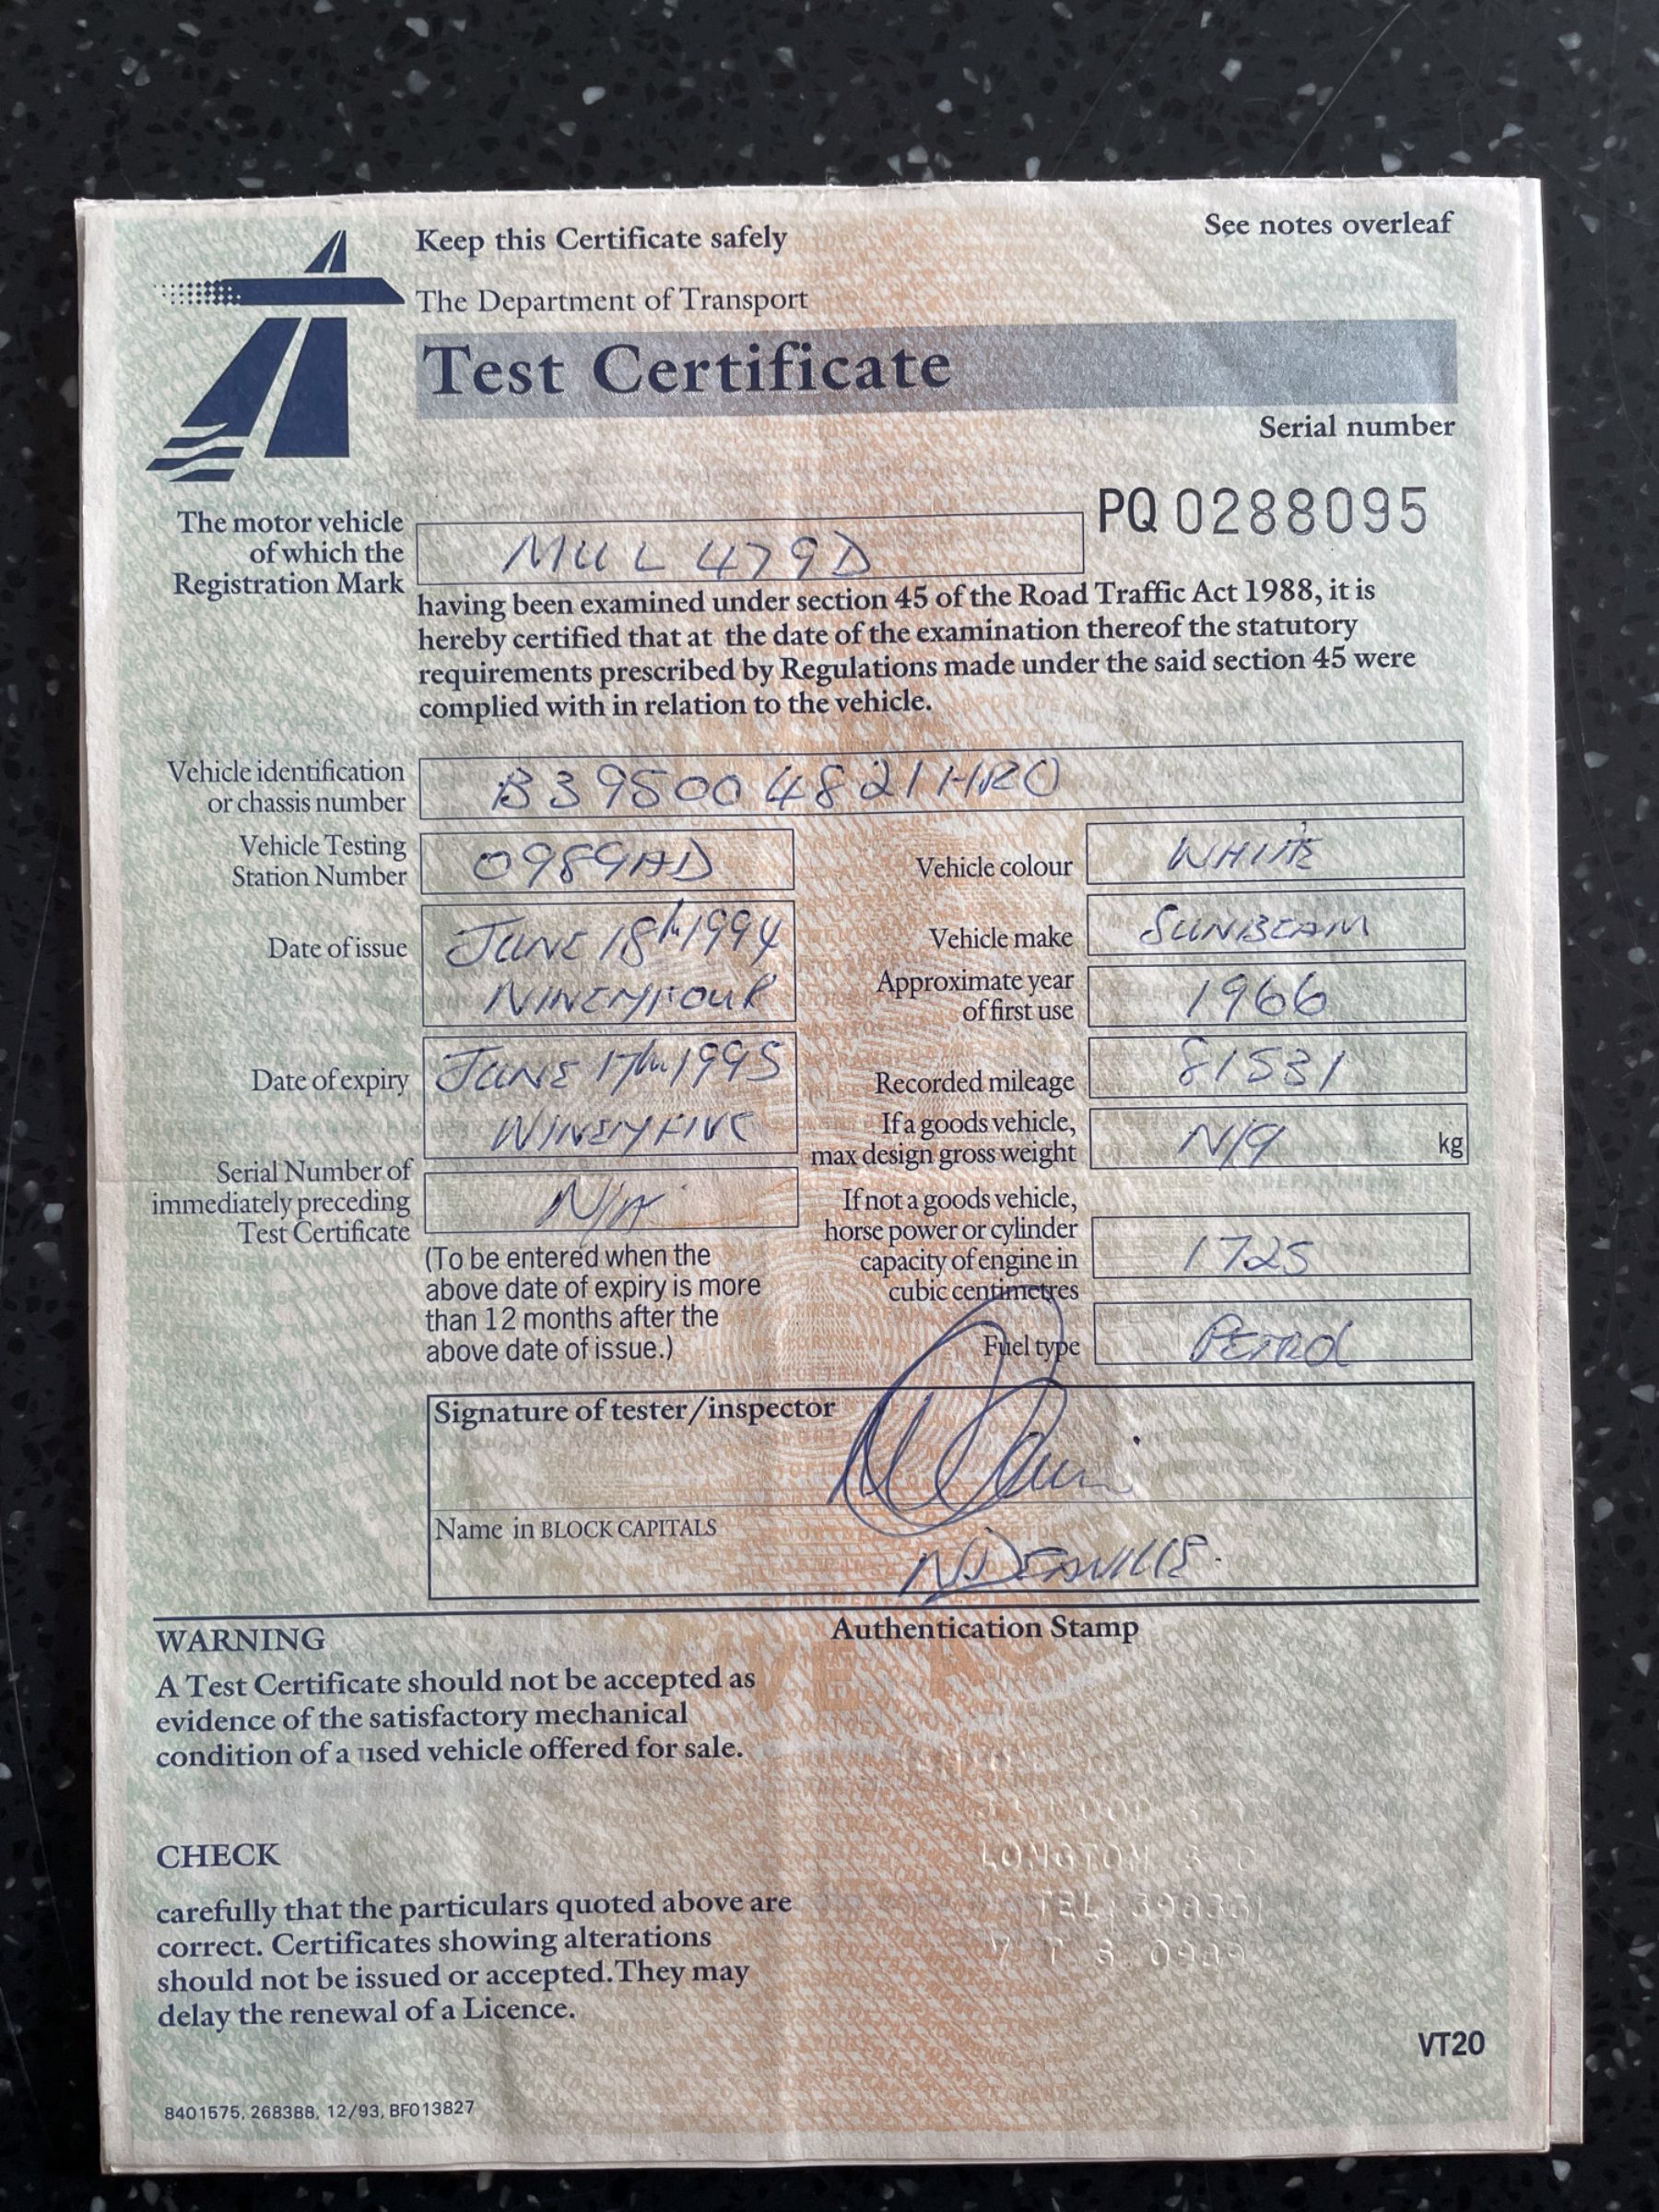 See notes overleaf
Keep this Certificate safely
The Department of Transport
Test Certificate
Serial number
PQ 0288095
The motor vehicle
of which the
Registration Mark
MUL 479D
having been examined under section 45 of the Road Traffic Act 1988, it is
hereby certified that at the date of the examination thereof the statutory
requirements prescribed by Regulations made under the said section 45 were
complied with in relation to the vehicle.
Vehicle identification
or chassis number
B395004821HRO
Vehicle Testing
Station Number
0989AD
Vehicle colour
WHITE
Date of issue
JUNE 18th 1994
NINETYFOUR
Vehicle make
SUNBEAM
Approximate year
of first use
1966
Date of expiry
JUNE 17th 1995
NINETYFIVE
Recorded mileage
81531
If a goods vehicle,
max design gross weight
N/A
kg
Serial Number of
immediately preceding
Test Certificate
N/A
(To be entered when the
above date of expiry is more
than 12 months after the
above date of issue.)
If not a goods vehicle,
horse power or cylinder
capacity of engine in
cubic centimetres
1725
Fuel type
PETROL
Signature of tester/inspector
Name in BLOCK CAPITALS
N DEAVILLE.
WARNING
A Test Certificate should not be accepted as
evidence of the satisfactory mechanical
condition of a used vehicle offered for sale.
Authentication Stamp
LONGTON
TEL
CHECK
carefully that the particulars quoted above are
correct. Certificates showing alterations
should not be issued or accepted. They may
delay the renewal of a Licence.
VT20
8401575, 268388, 12/93, BF013827